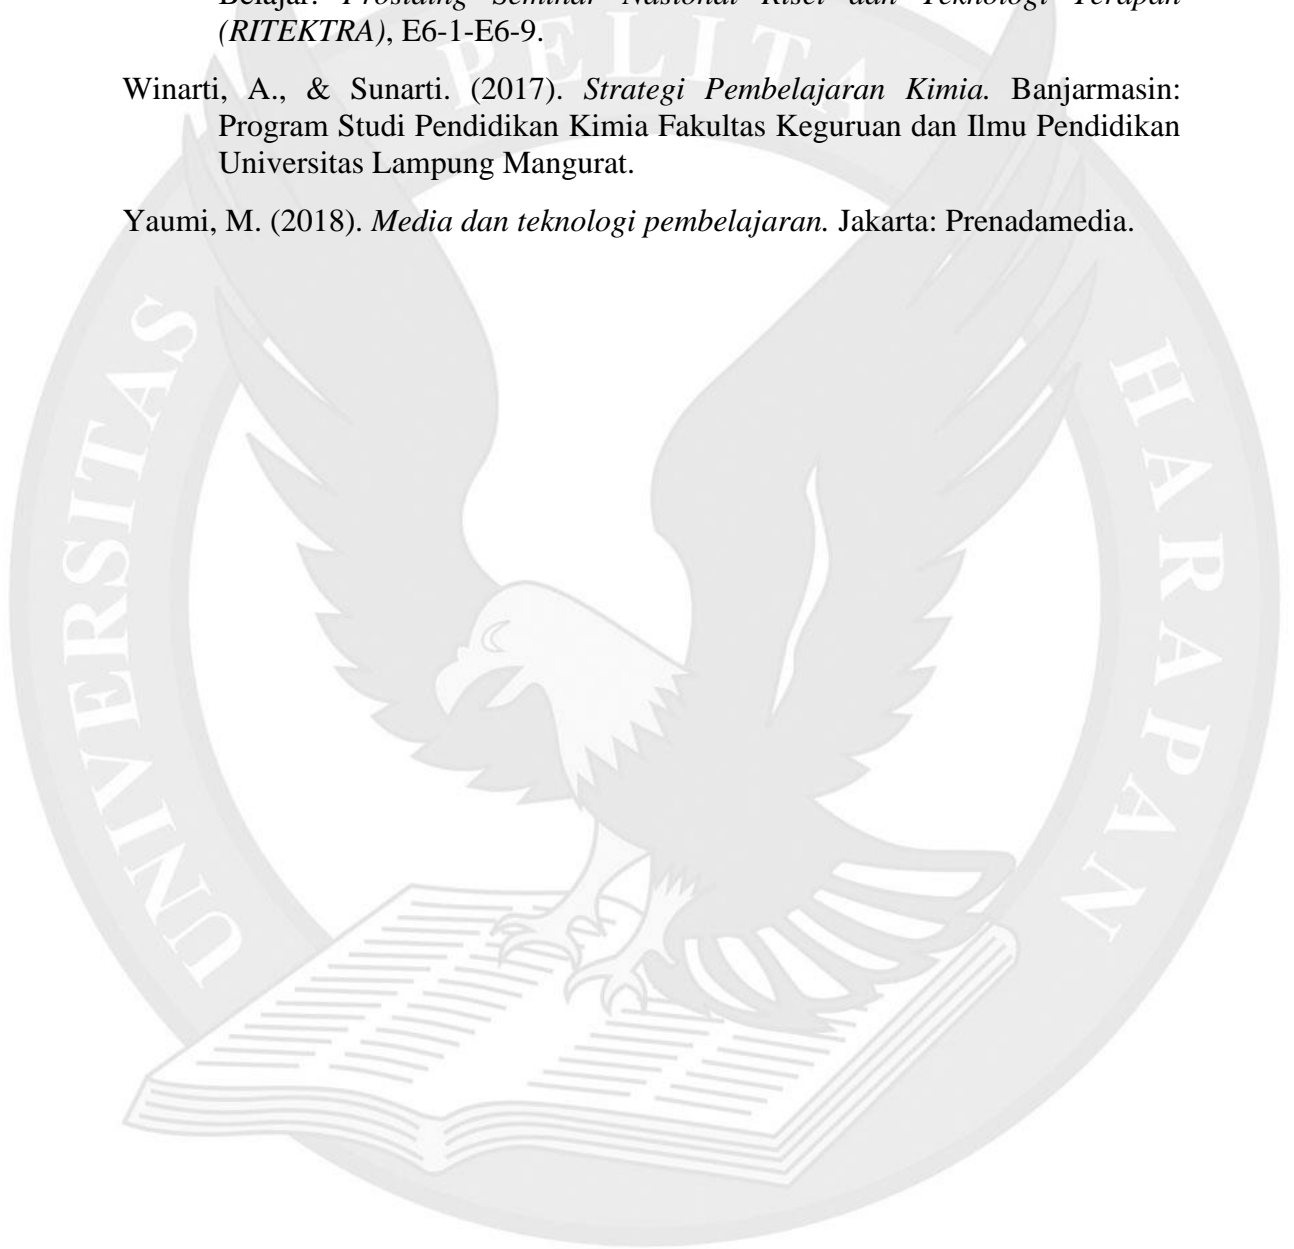 Belajar. Prosiding Seminar Nasional Riset dan Teknologi Terapan
(RITEKTRA), E6-1-E6-9.
Winarti, A., & Sunarti. (2017). Strategi Pembelajaran Kimia. Banjarmasin:
Program Studi Pendidikan Kimia Fakultas Keguruan dan Ilmu Pendidikan
Universitas Lampung Mangurat.
Yaumi, M. (2018). Media dan teknologi pembelajaran. Jakarta: Prenadamedia.
UNIVERSITAS
PELITA
HARAPAN